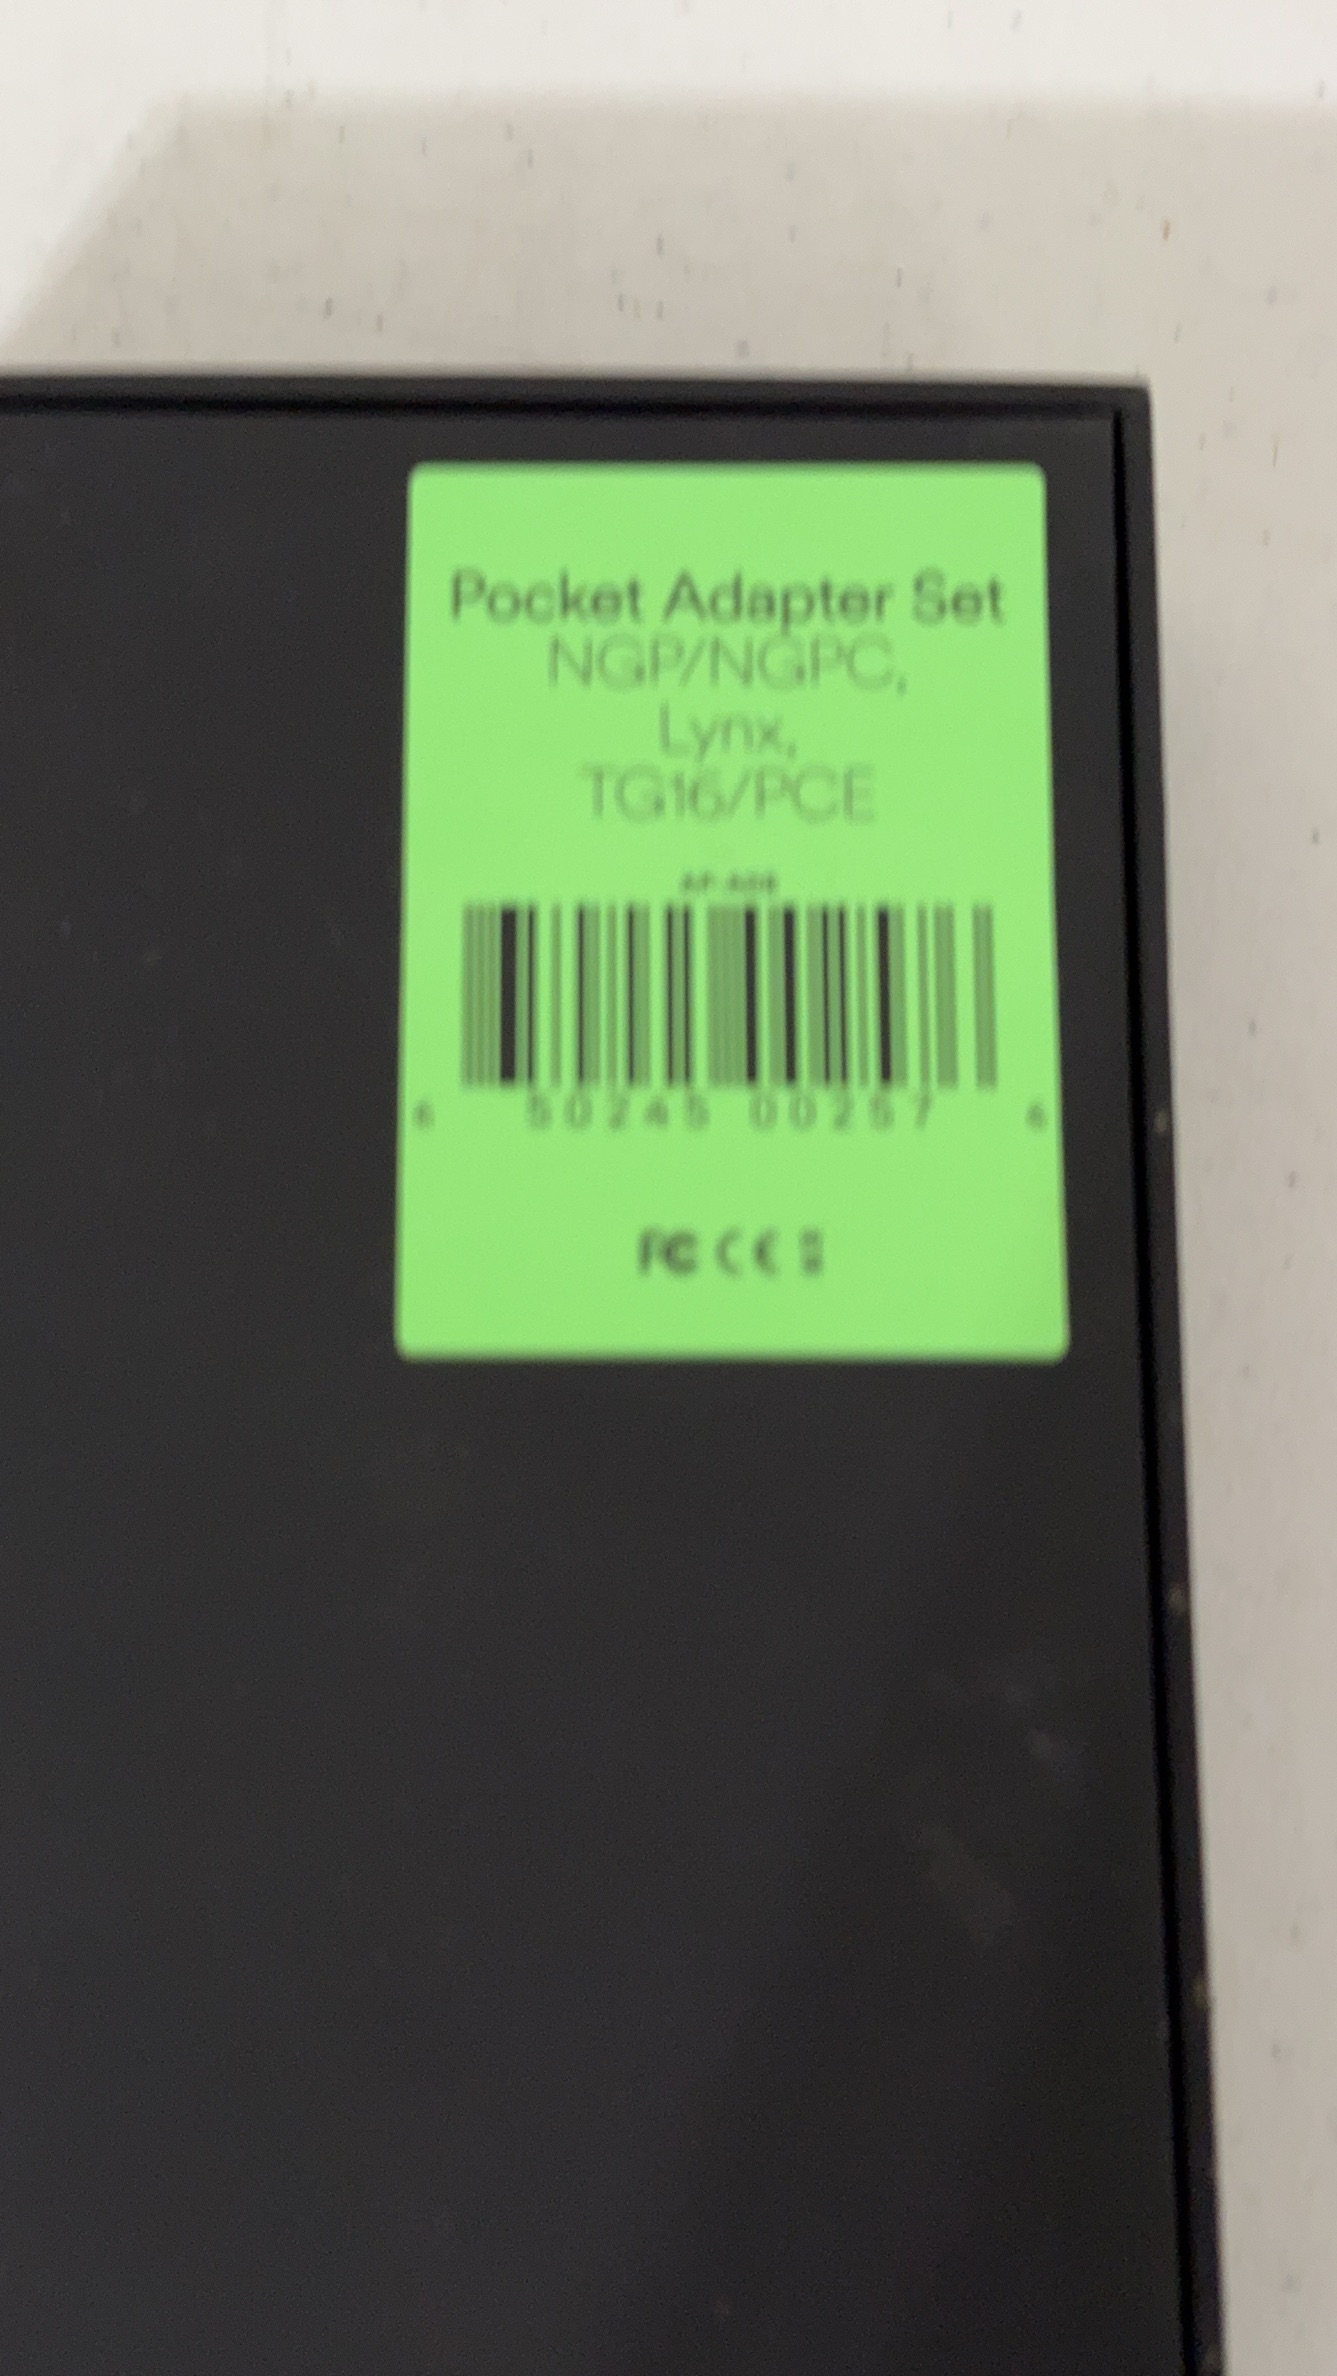 Pocket Adapter Set
NGP/NGPC,
Lynx,
TG16/PCE
6 50245 00257 6
FC CE